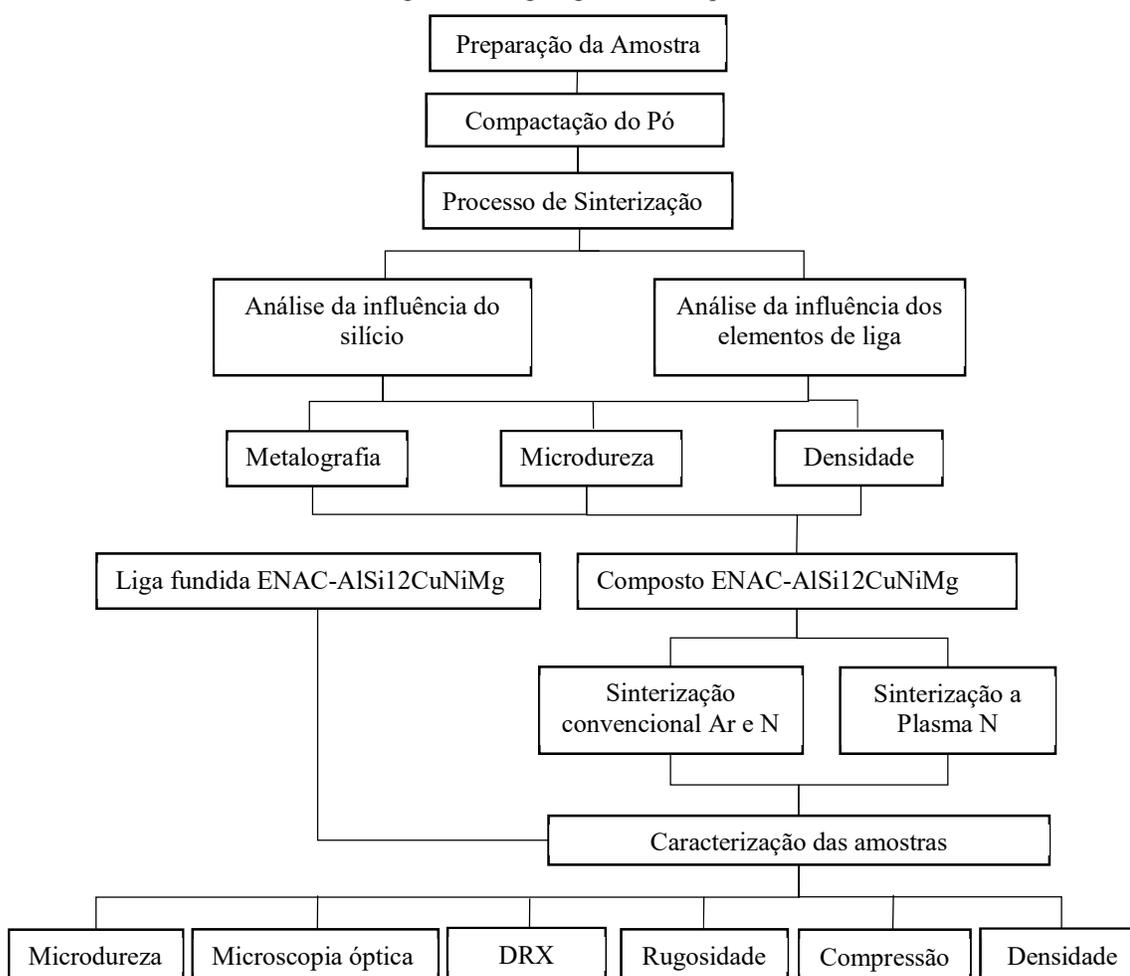 Preparação da Amostra
Compactação do Pó
Processo de Sinterização
Análise da influência do
silício
Análise da influência dos
elementos de liga
Metalografia
Microdureza
Densidade
Liga fundida ENAC-AlSi12CuNiMg
Composto ENAC-AlSi12CuNiMg
Sinterização
convencional Ar e N
Sinterização a
Plasma N
Caracterização das amostras
Microdureza
Microscopia óptica
DRX
Rugosidade
Compressão
Densidade